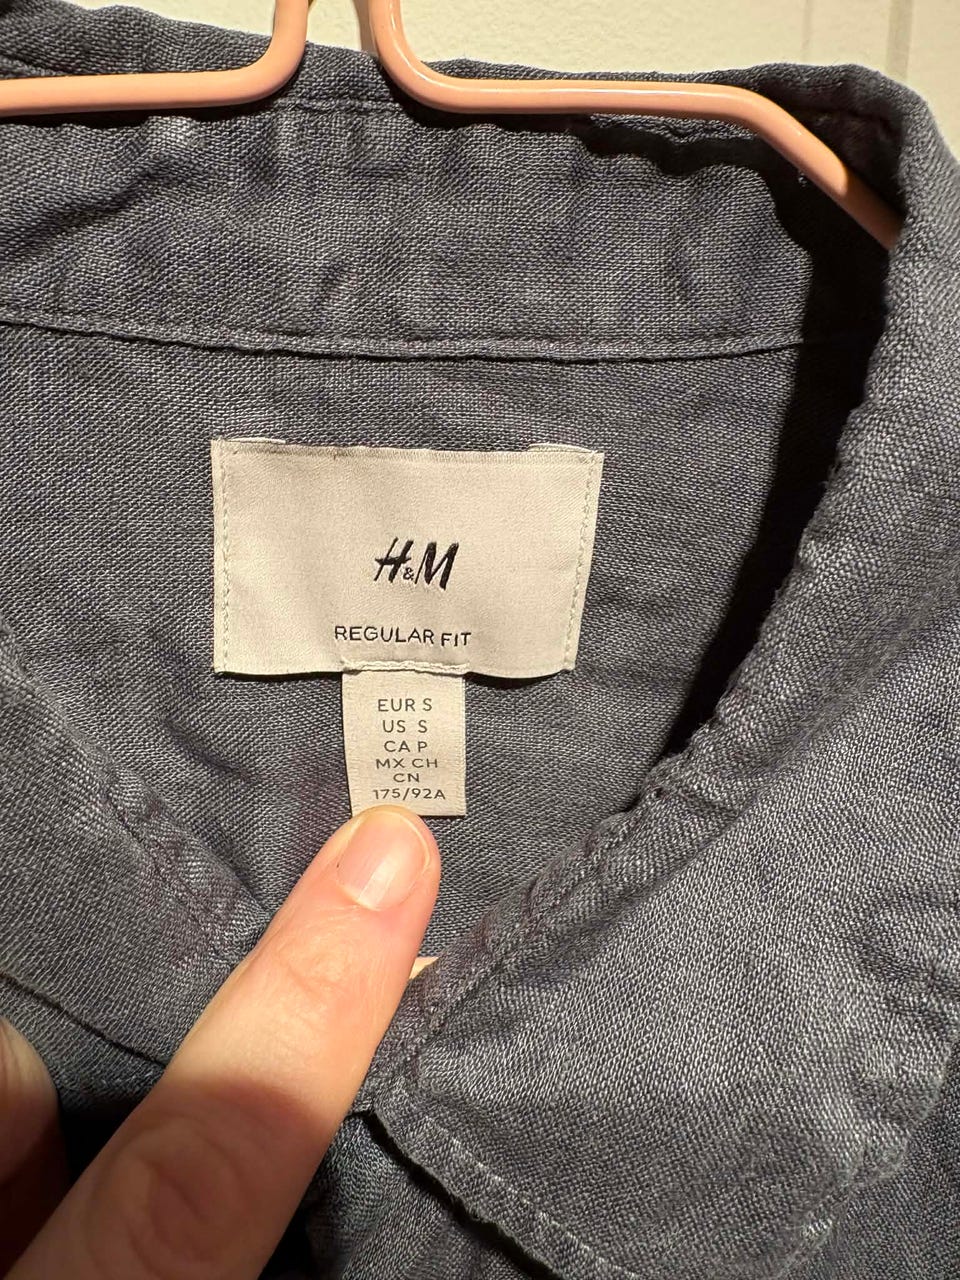 H&M
REGULAR FIT
EUR S
US S
CA P
MX CH
CN
175/92A